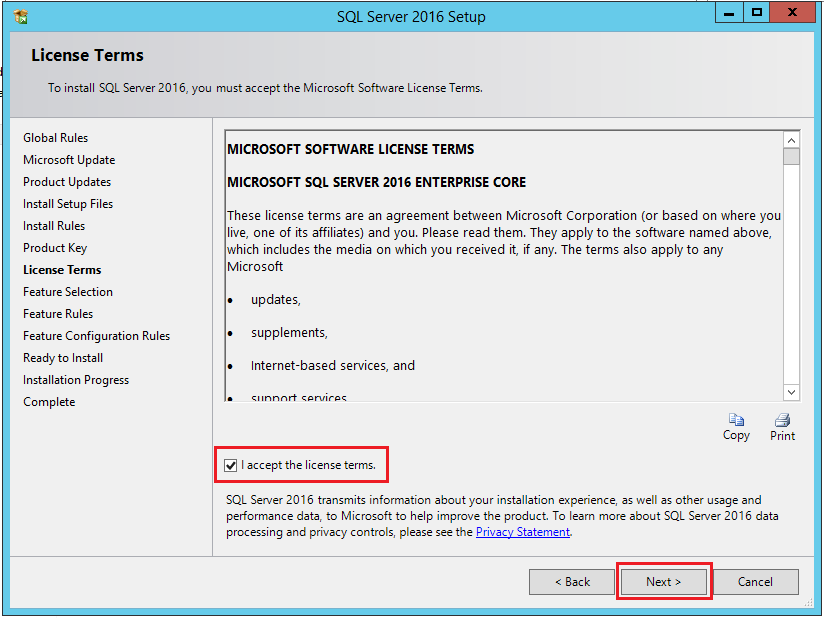 SQL Server 2016 Setup
License Terms
To install SQL Server 2016, you must accept the Microsoft Software License Terms.
Global Rules
Microsoft Update
Product Updates
Install Setup Files
Install Rules
Product Key
License Terms
Feature Selection
Feature Rules
Feature Configuration Rules
Ready to Install
Installation Progress
Complete
MICROSOFT SOFTWARE LICENSE TERMS
MICROSOFT SQL SERVER 2016 ENTERPRISE CORE
These license terms are an agreement between Microsoft Corporation (or based on where you
live, one of its affiliates) and you. Please read them. They apply to the software named above,
which includes the media on which you received it, if any. The terms also apply to any
Microsoft
• updates,
• supplements,
• Internet-based services, and
• support services
Copy
Print
I accept the license terms.
SQL Server 2016 transmits information about your installation experience, as well as other usage and
performance data, to Microsoft to help improve the product. To learn more about SQL Server 2016 data
processing and privacy controls, please see the Privacy Statement.
< Back
Next >
Cancel